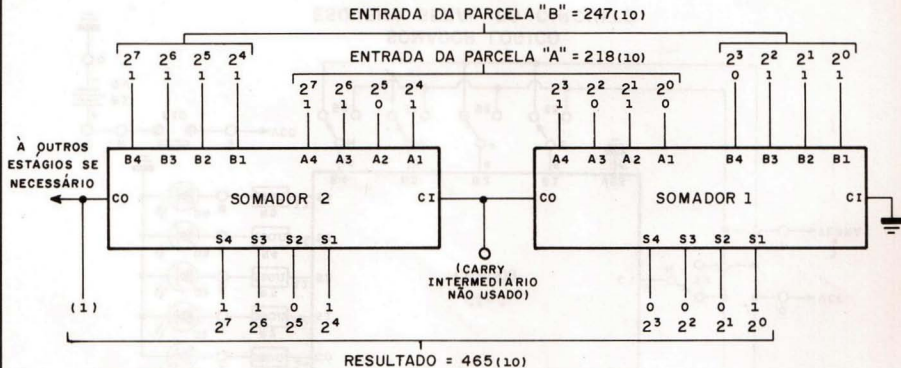 ENTRADA DA PARCELA "B" = 247(10)
ENTRADA DA PARCELA "A" = 218(10)
2⁷ 2⁶ 2⁵ 2⁴
1 1 1 1
2⁷ 2⁶ 2⁵ 2⁴
1 1 0 1
2³ 2² 2¹ 2⁰
1 0 1 0
2³ 2² 2¹ 2⁰
0 1 1 1
À OUTROS
ESTÁGIOS SE
NECESSÁRIO
B4 B3 B2 B1 A4 A3 A2 A1
CO SOMADOR 2 CI
S4 S3 S2 S1
A4 A3 A2 A1 B4 B3 B2 B1
CO SOMADOR 1 CI
S4 S3 S2 S1
(CARRY
INTERMEDIÁRIO
NÃO USADO)
(1)
1 1 0 1
2⁷ 2⁶ 2⁵ 2⁴
0 0 0 1
2³ 2² 2¹ 2⁰
RESULTADO = 465(10)